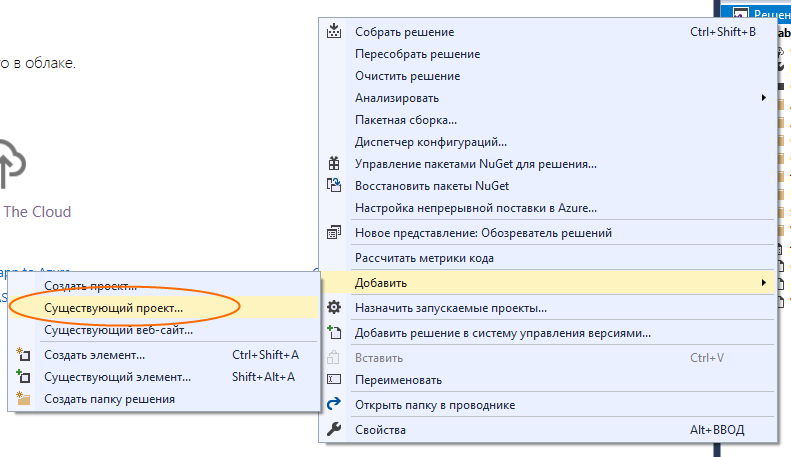 Решен
о в облаке.
The Cloud
Собрать решение Ctrl+Shift+B
Пересобрать решение
Очистить решение
Анализировать
Пакетная сборка...
Диспетчер конфигураций...
Управление пакетами NuGet для решения...
Восстановить пакеты NuGet
Настройка непрерывной поставки в Azure...
Новое представление: Обозреватель решений
Рассчитать метрики кода
Добавить
Назначить запускаемые проекты...
Добавить решение в систему управления версиями...
Вставить Ctrl+V
Переименовать
Открыть папку в проводнике
Свойства Alt+ВВОД
Создать проект...
Существующий проект...
Существующий веб-сайт...
Создать элемент... Ctrl+Shift+A
Существующий элемент... Shift+Alt+A
Создать папку решения